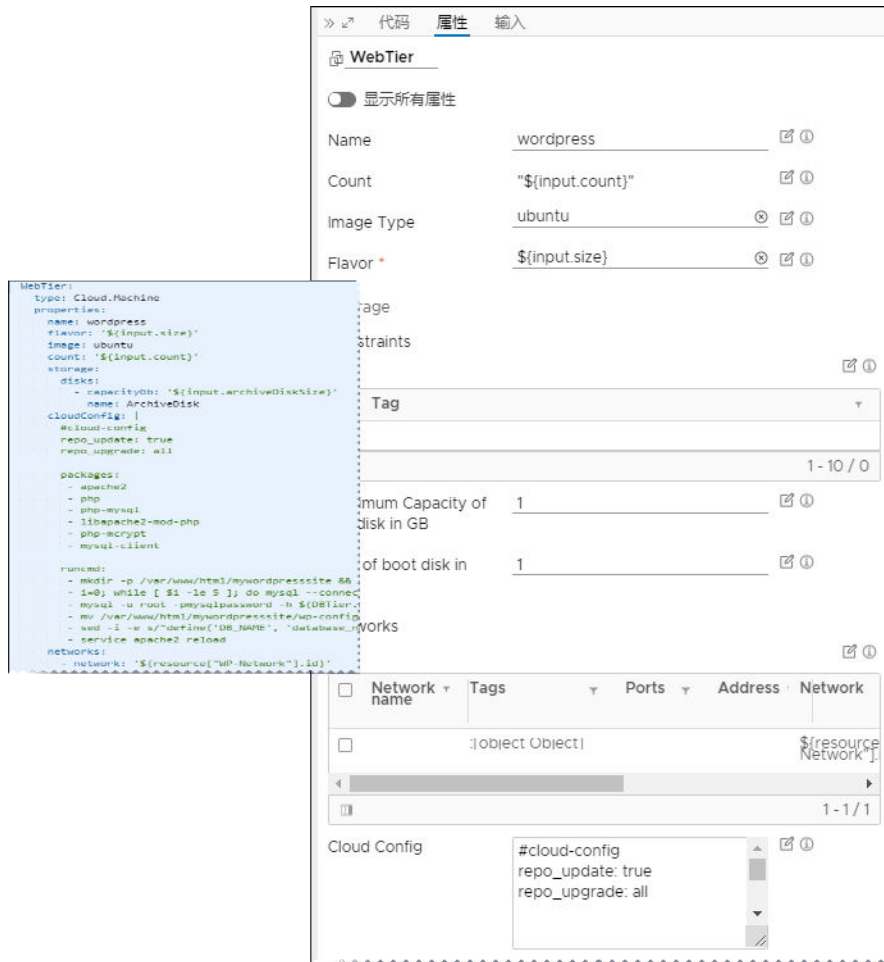 代码 属性 输入
WebTier
显示所有属性
Name wordpress
Count "${input.count}"
Image Type ubuntu
Flavor * ${input.size}
rage
straints
Tag
1 - 10 / 0
mum Capacity of 1
disk in GB
of boot disk in 1
works
Network name Tags Ports Address Network
:[object Object] ${resource
Network"].
1 - 1 / 1
Cloud Config #cloud-config
repo_update: true
repo_upgrade: all
WebTier:
type: Cloud.Machine
properties:
name: wordpress
flavor: '${input.size}'
image: ubuntu
count: '${input.count}'
storage:
disks:
- capacityGb: '${input.archiveDiskSize}'
name: ArchiveDisk
cloudConfig: |
#cloud-config
repo_update: true
repo_upgrade: all
packages:
- apache2
- php
- php-mysql
- libapache2-mod-php
- php-mcrypt
- mysql-client
runcmd:
- mkdir -p /var/www/html/mywordpresssite &&
- i=0; while [ $i -le 5 ]; do mysql --connec
- mysql -u root -pmysqlpassword -h ${DBTier.
- mv /var/www/html/mywordpresssite/wp-config
- sed -i -e s/"define('DB_NAME', 'database_n
- service apache2 reload
networks:
- network: '${resource["WP-Network"].id}'